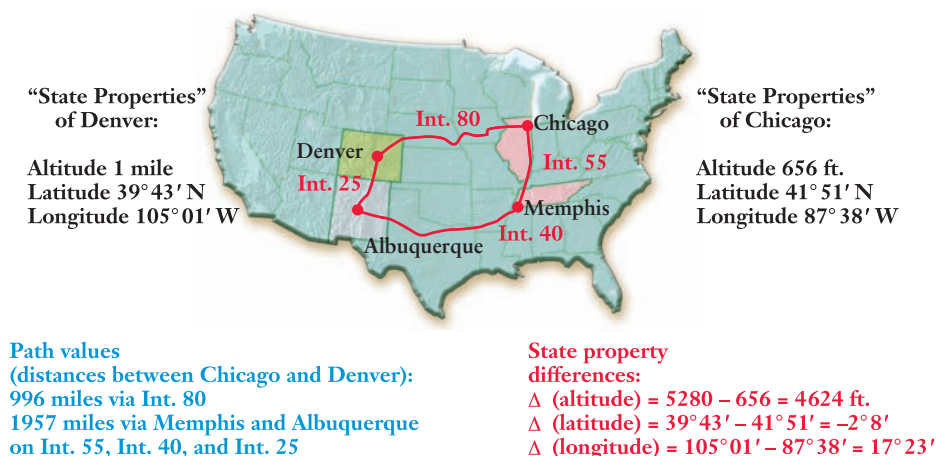 "State Properties"
of Denver:
Altitude 1 mile
Latitude 39°43′ N
Longitude 105°01′ W
Int. 80
Chicago
Denver
Int. 55
Int. 25
Memphis
Int. 40
Albuquerque
"State Properties"
of Chicago:
Altitude 656 ft.
Latitude 41°51′ N
Longitude 87°38′ W
Path values
(distances between Chicago and Denver):
996 miles via Int. 80
1957 miles via Memphis and Albuquerque
on Int. 55, Int. 40, and Int. 25
State property
differences:
Δ (altitude) = 5280 – 656 = 4624 ft.
Δ (latitude) = 39°43′ – 41°51′ = –2°8′
Δ (longitude) = 105°01′ – 87°38′ = 17°23′